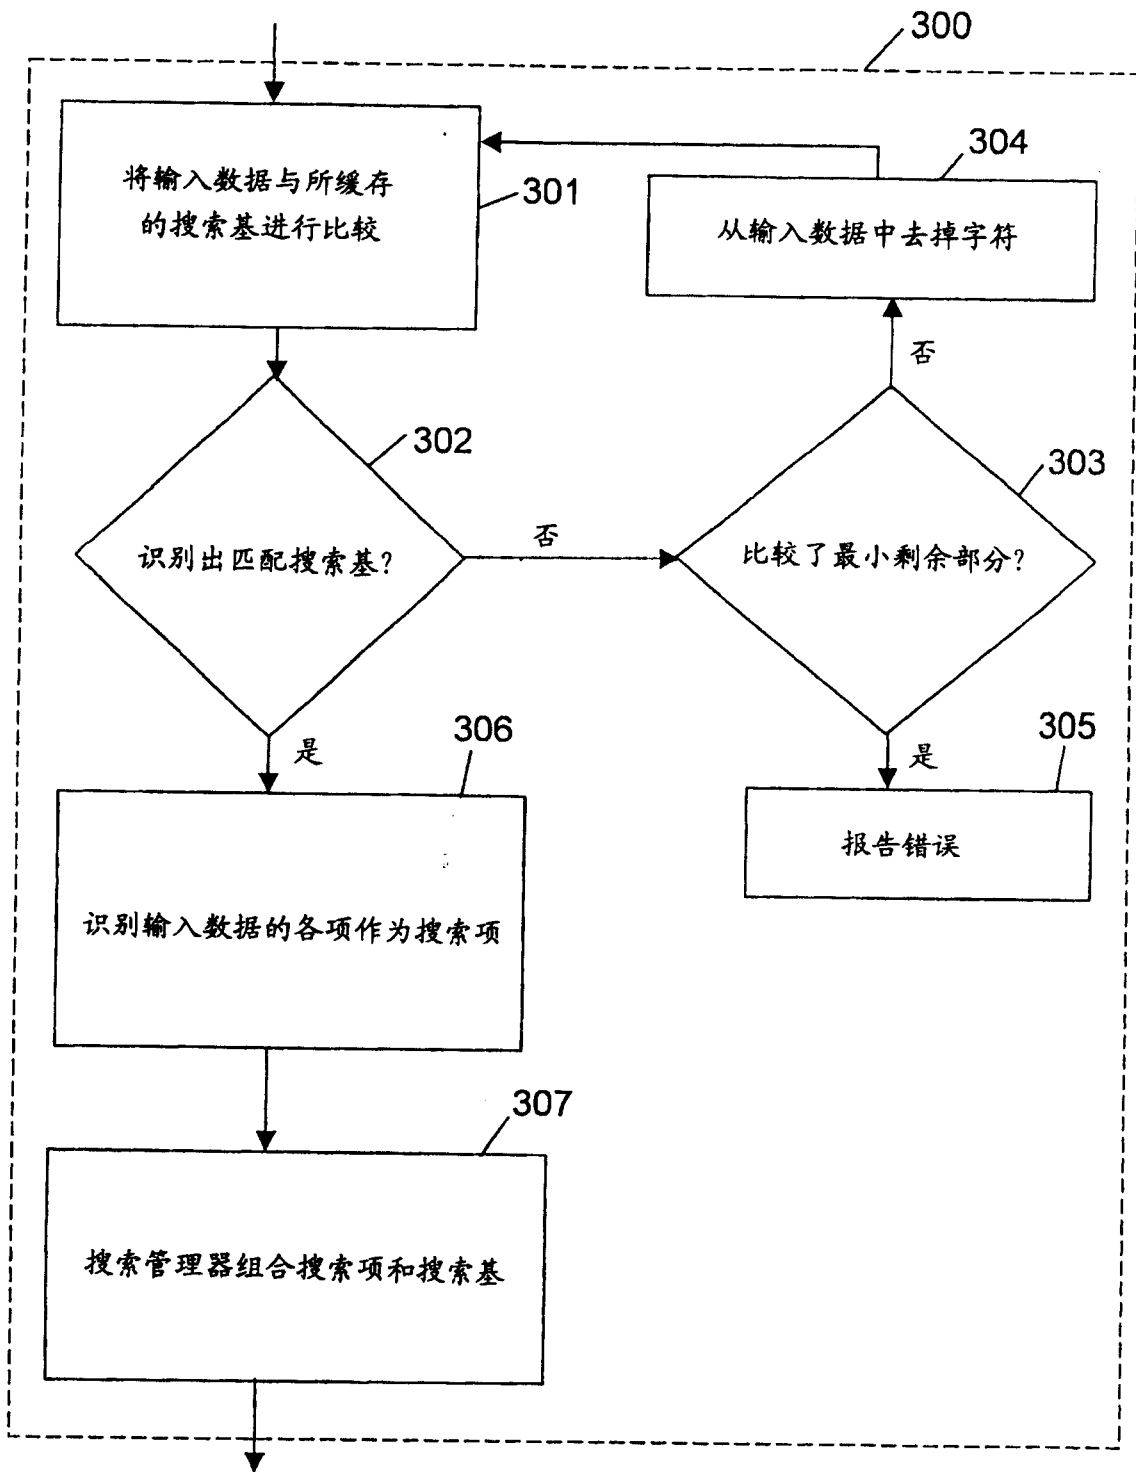 300
将输入数据与所缓存
的搜索基进行比较
301
304
从输入数据中去掉字符
否
302
识别出匹配搜索基?
否
303
比较了最小剩余部分?
是
306
识别输入数据的各项作为搜索项
是
305
报告错误
307
搜索管理器组合搜索项和搜索基